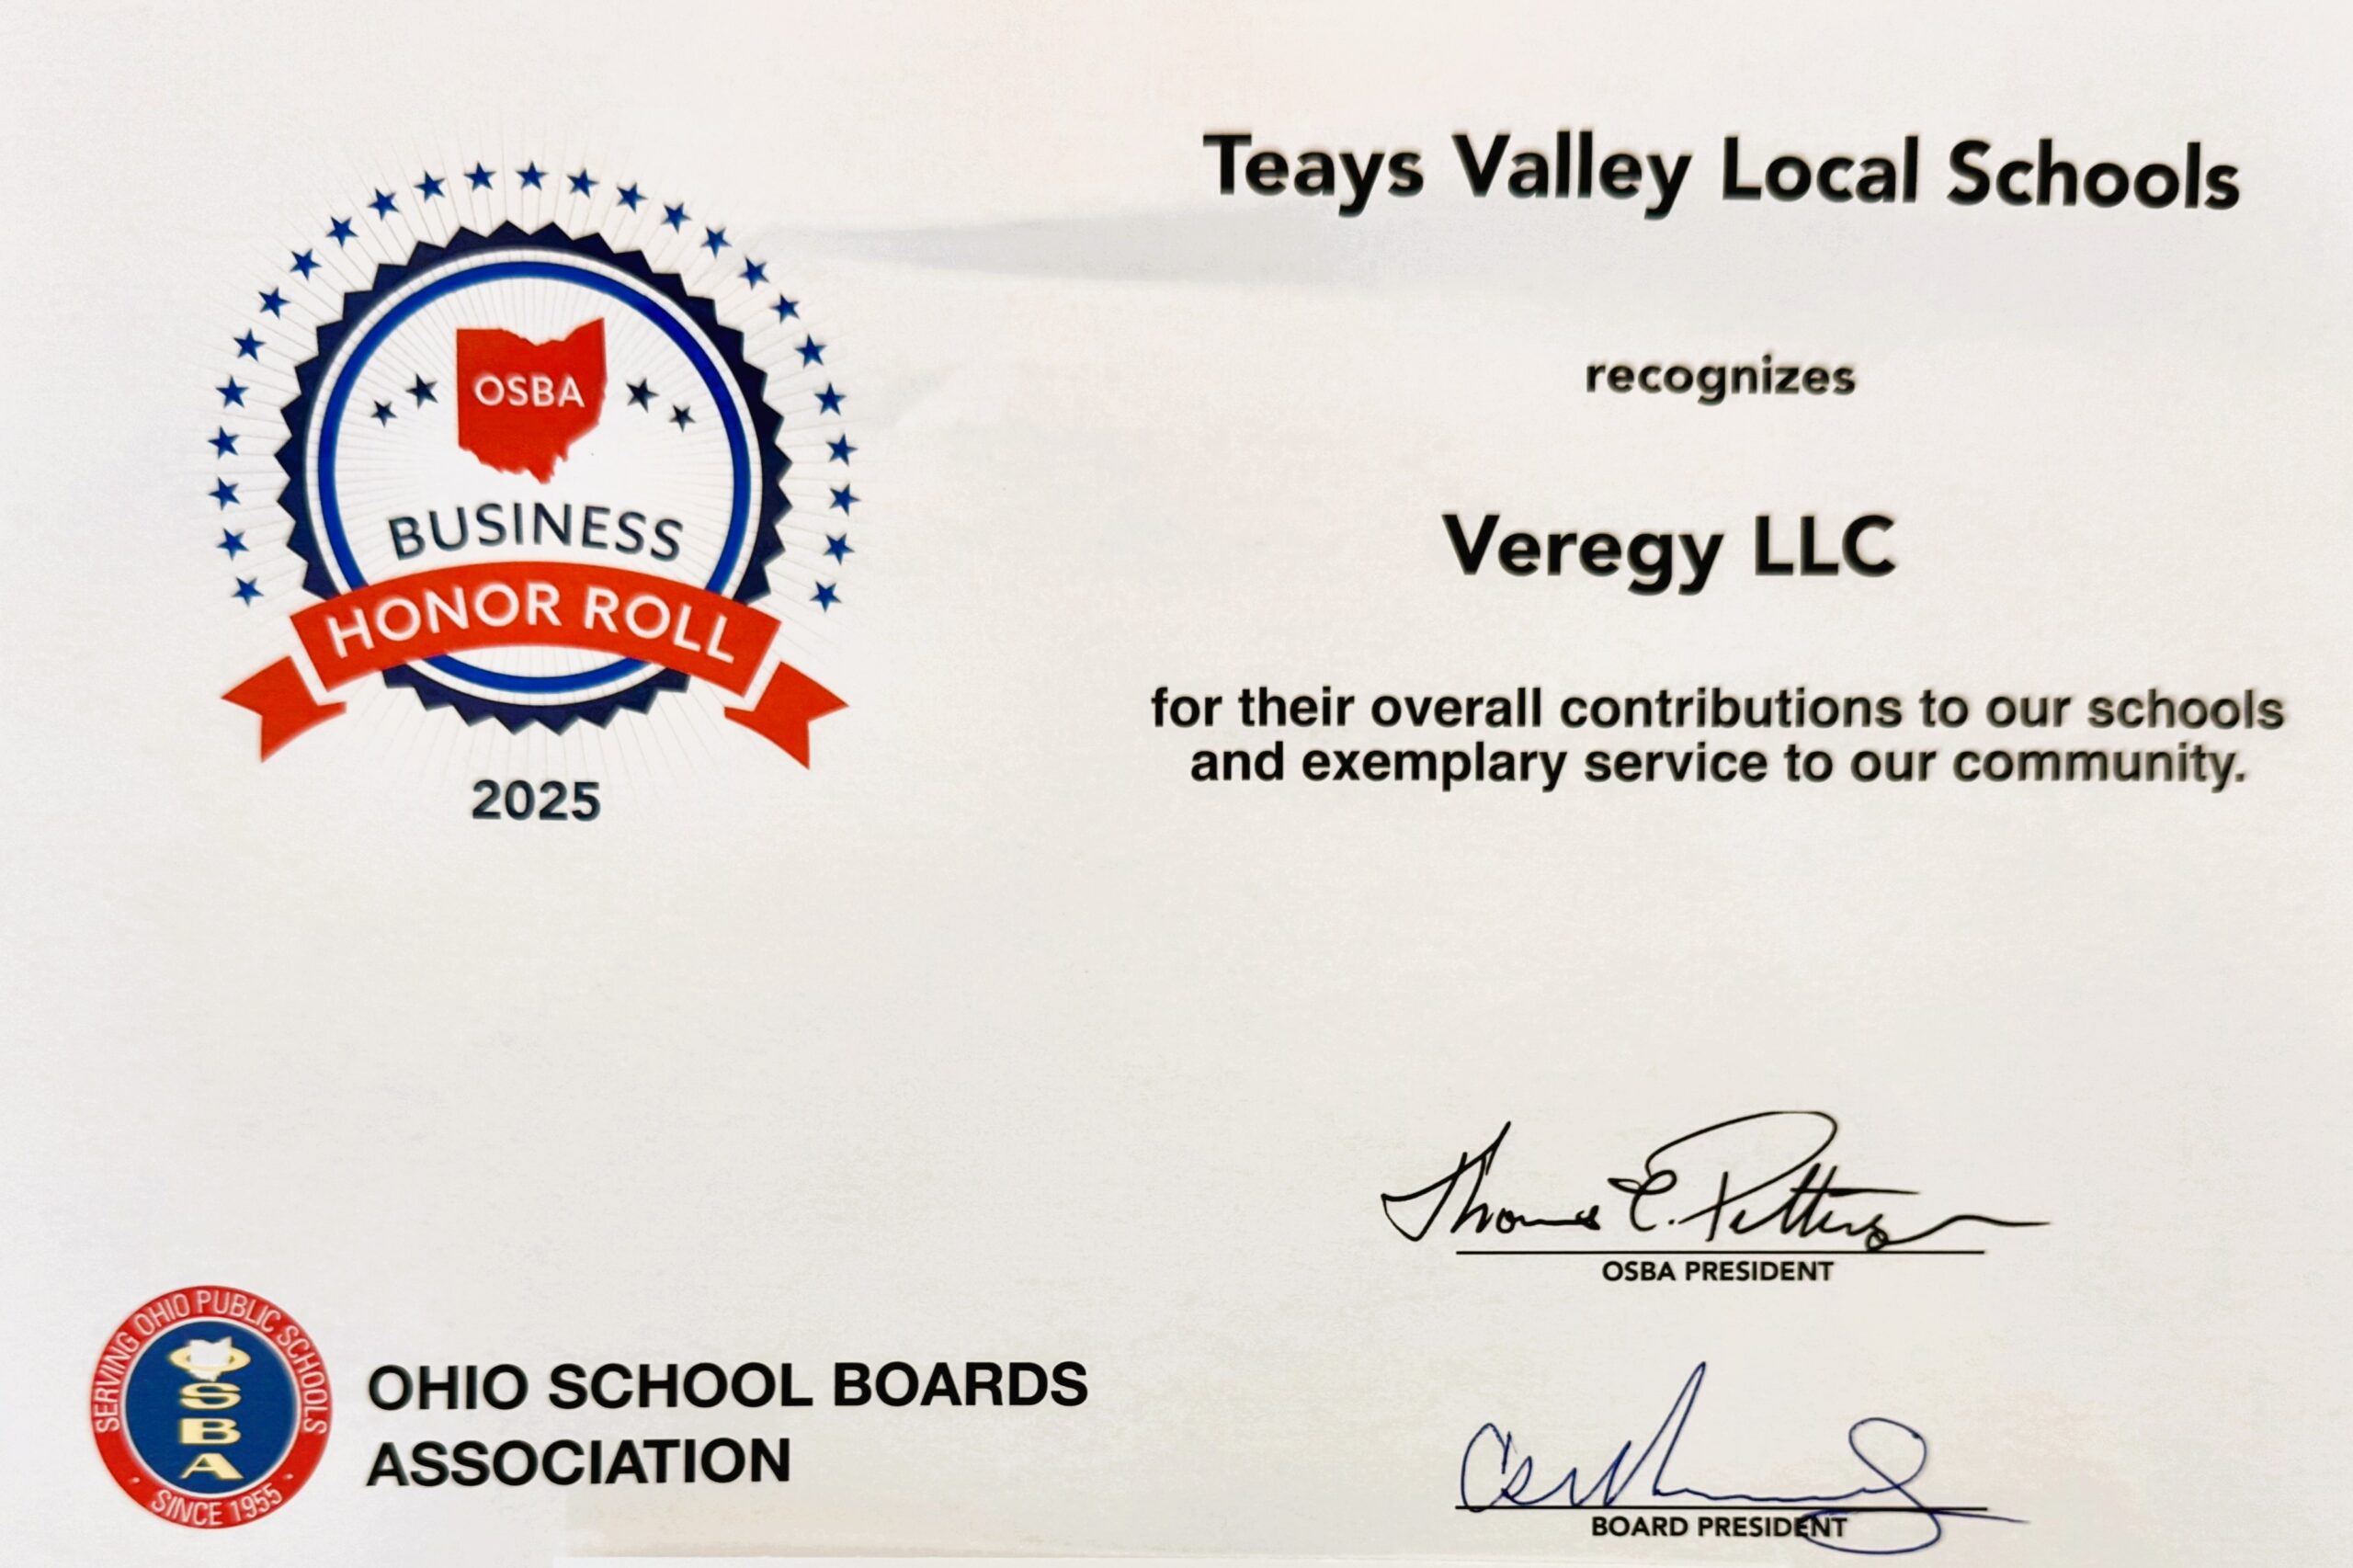 OSBA
BUSINESS
HONOR ROLL
2025
Teays Valley Local Schools
recognizes
Veregy LLC
for their overall contributions to our schools
and exemplary service to our community.
Thomas E.
OSBA PRESIDENT
BOARD PRESIDENT
SERVING OHIO PUBLIC SCHOOLS
OSBA
SINCE 1955
OHIO SCHOOL BOARDS
ASSOCIATION